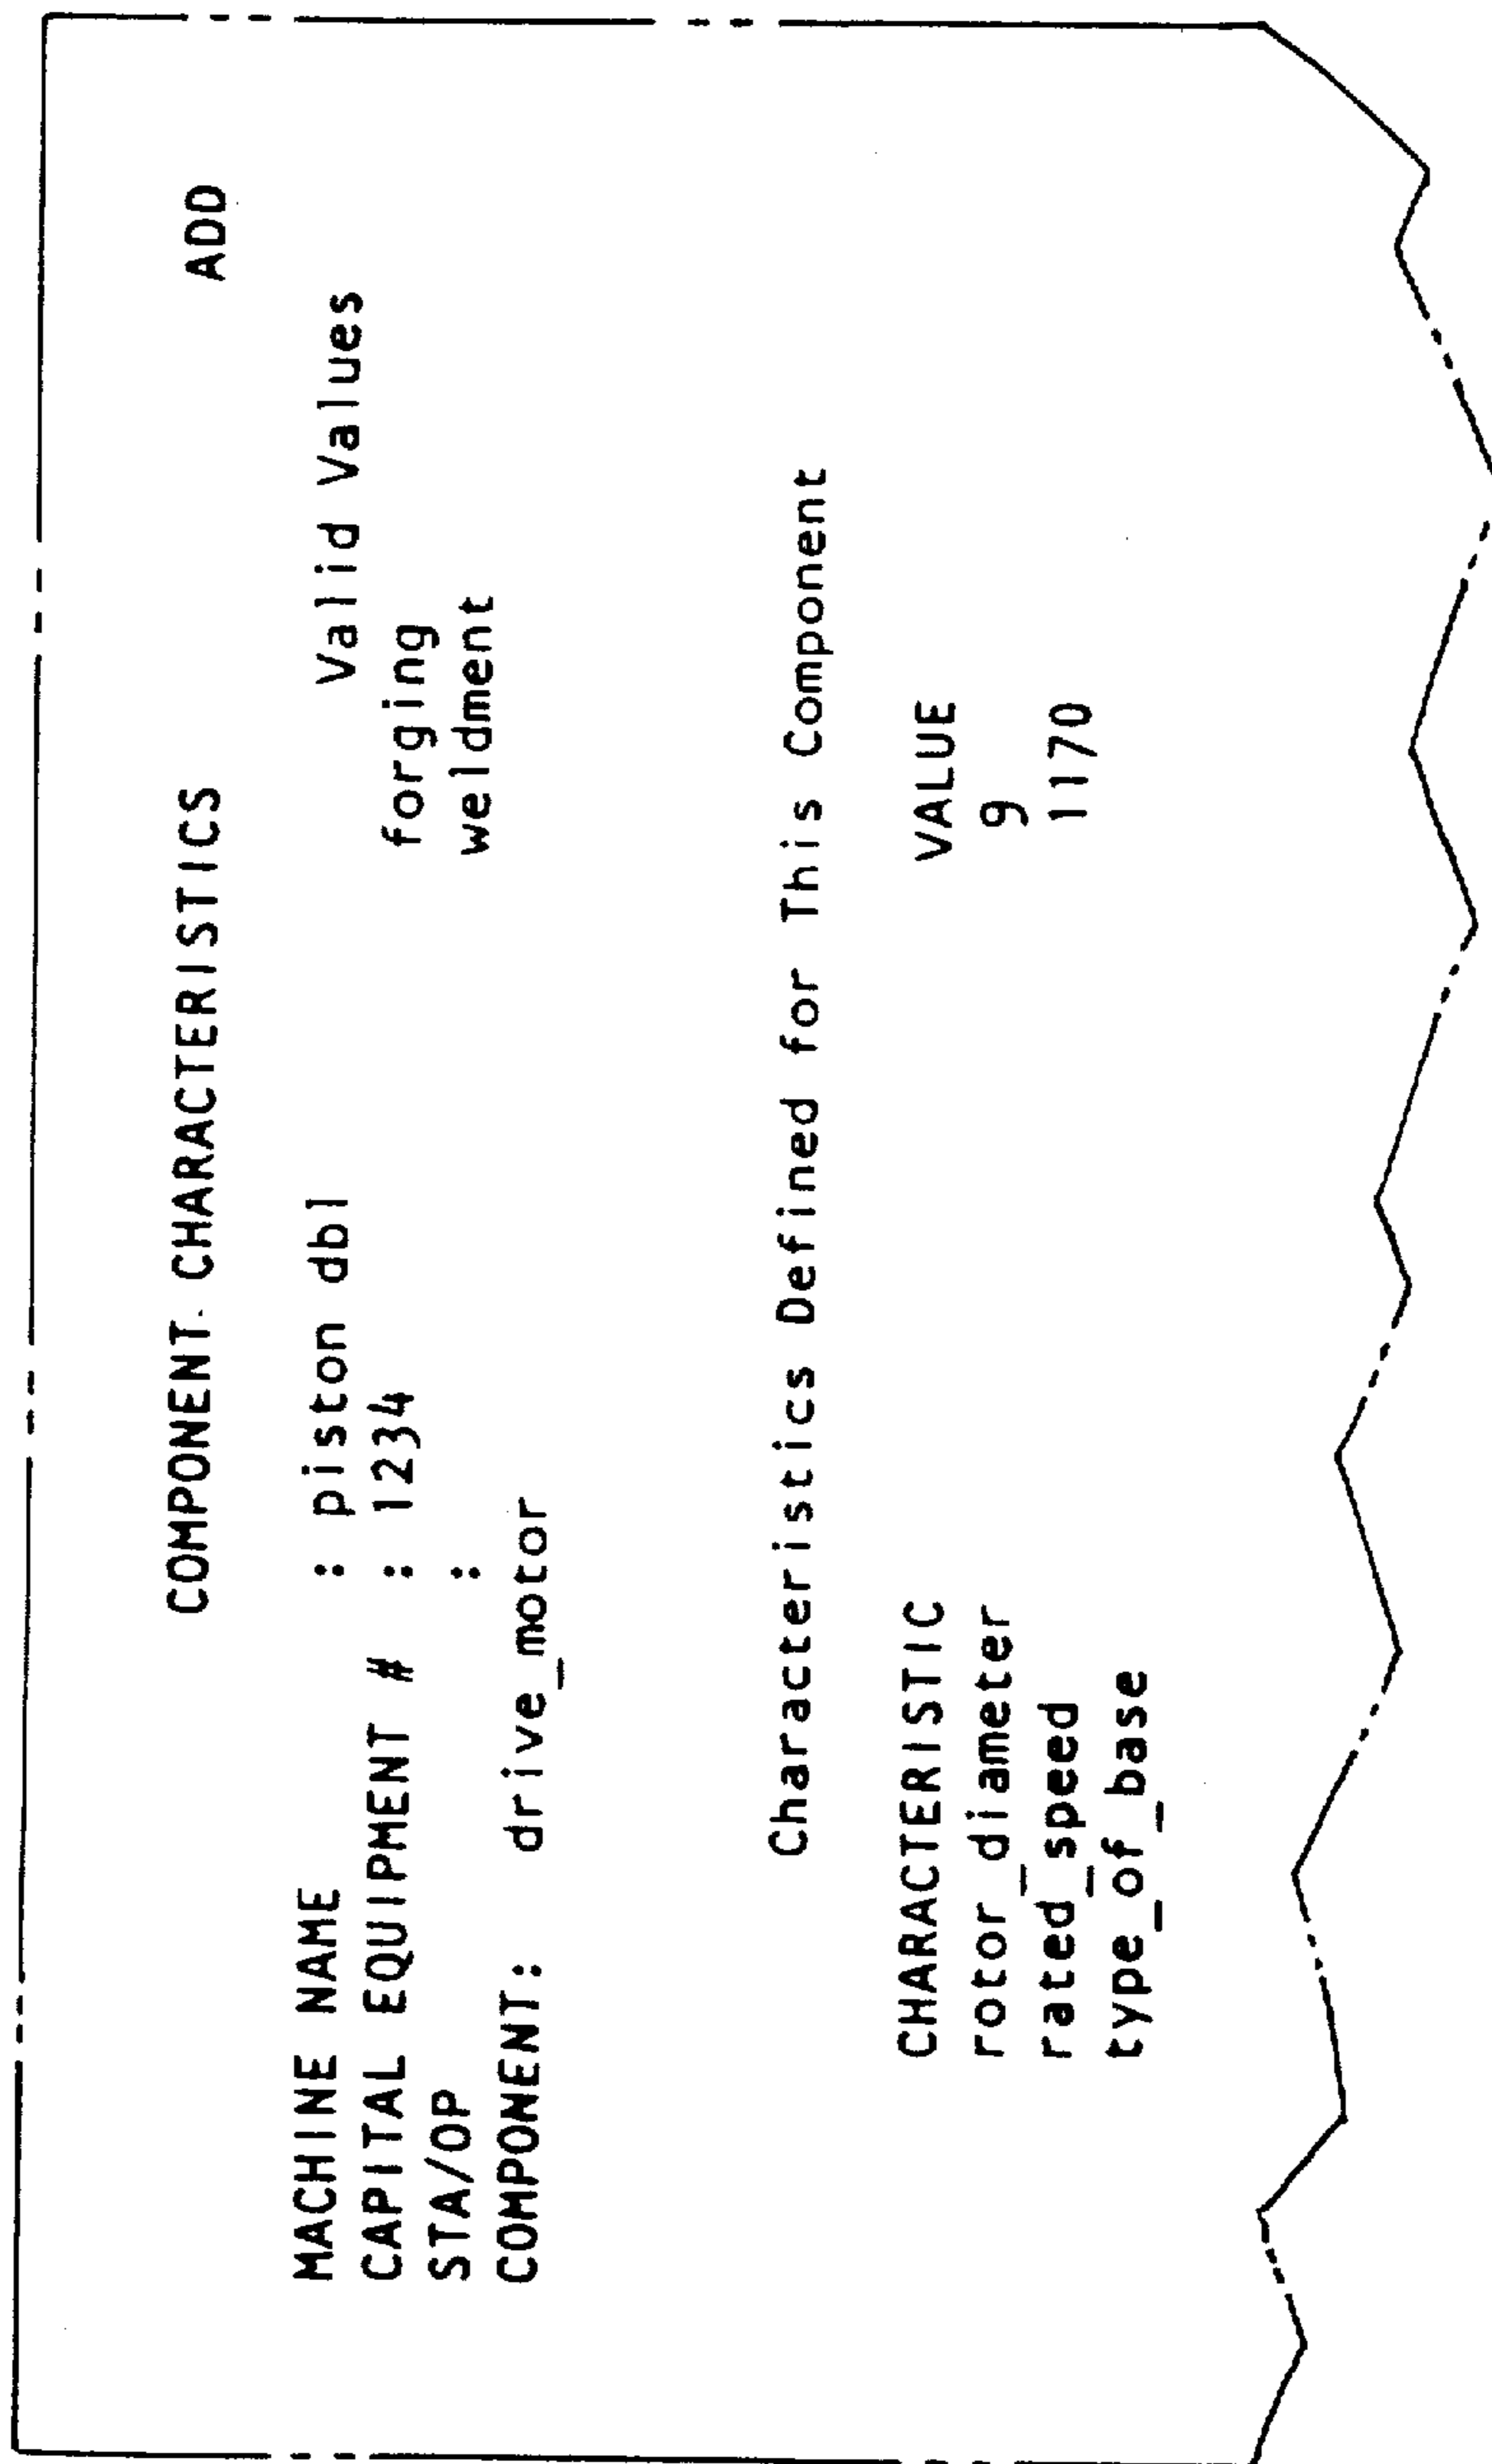 COMPONENT CHARACTERISTICS ADD
MACHINE NAME : piston dbl Valid Values
CAPITAL EQUIPMENT # : 1234 forging
STA/OP : weldment
COMPONENT: drive_motor
Characteristics Defined for This Component
CHARACTERISTIC VALUE
rotor_diameter 9
rated_speed 1170
type_of_base